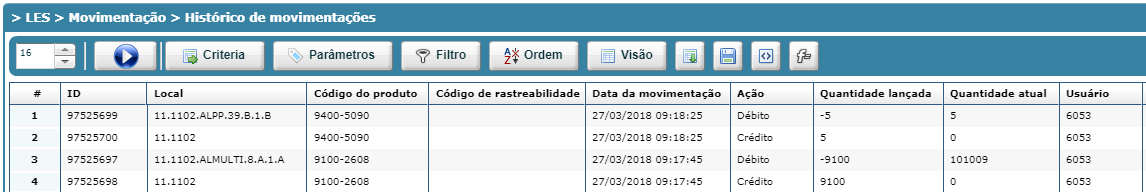 > LES > Movimentação > Histórico de movimentações
16 Criteria Parâmetros Filtro Ordem Visão
# ID Local Código do produto Código de rastreabilidade Data da movimentação Ação Quantidade lançada Quantidade atual Usuário
1 97525699 11.1102.ALPP.39.B.1.B 9400-5090 27/03/2018 09:18:25 Débito -5 5 6053
2 97525700 11.1102 9400-5090 27/03/2018 09:18:25 Crédito 5 0 6053
3 97525697 11.1102.ALMULTI.8.A.1.A 9100-2608 27/03/2018 09:17:45 Débito -9100 101009 6053
4 97525698 11.1102 9100-2608 27/03/2018 09:17:45 Crédito 9100 0 6053